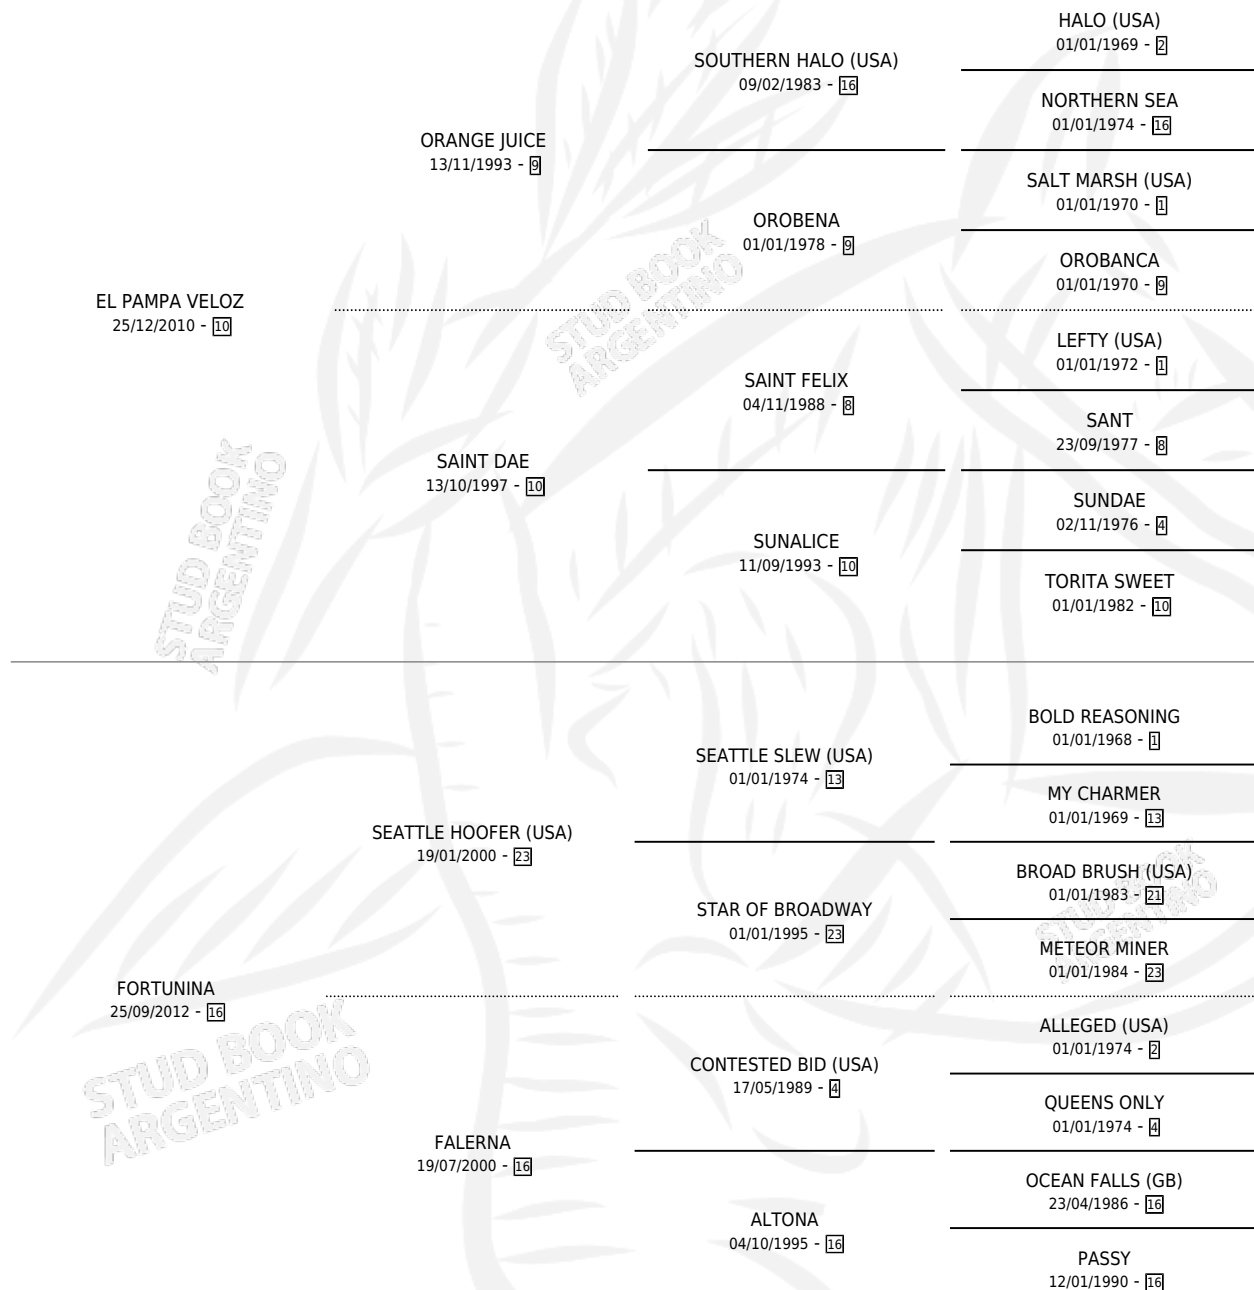 HALO (USA)
01/01/1969 - 2
SOUTHERN HALO (USA)
09/02/1983 - 16
NORTHERN SEA
01/01/1974 - 16
ORANGE JUICE
13/11/1993 - 9
SALT MARSH (USA)
01/01/1970 - 1
OROBENA
01/01/1978 - 9
OROBANCA
01/01/1970 - 9
EL PAMPA VELOZ
25/12/2010 - 10
STUD BOOK
ARGENTINO
LEFTY (USA)
01/01/1972 - 1
SAINT FELIX
04/11/1988 - 8
SANT
23/09/1977 - 8
SAINT DAE
13/10/1997 - 10
SUNDAE
02/11/1976 - 4
SUNALICE
11/09/1993 - 10
TORITA SWEET
01/01/1982 - 10
STUD BOOK
ARGENTINO
BOLD REASONING
01/01/1968 - 1
SEATTLE SLEW (USA)
01/01/1974 - 13
MY CHARMER
01/01/1969 - 13
SEATTLE HOOFER (USA)
19/01/2000 - 23
BROAD BRUSH (USA)
01/01/1983 - 21
STAR OF BROADWAY
01/01/1995 - 23
STUD BOOK
ARGENTINO
METEOR MINER
01/01/1984 - 23
FORTUNINA
25/09/2012 - 16
STUD BOOK
ARGENTINO
ALLEGED (USA)
01/01/1974 - 2
CONTESTED BID (USA)
17/05/1989 - 4
QUEENS ONLY
01/01/1974 - 4
FALERNA
19/07/2000 - 16
OCEAN FALLS (GB)
23/04/1986 - 16
ALTONA
04/10/1995 - 16
PASSY
12/01/1990 - 16